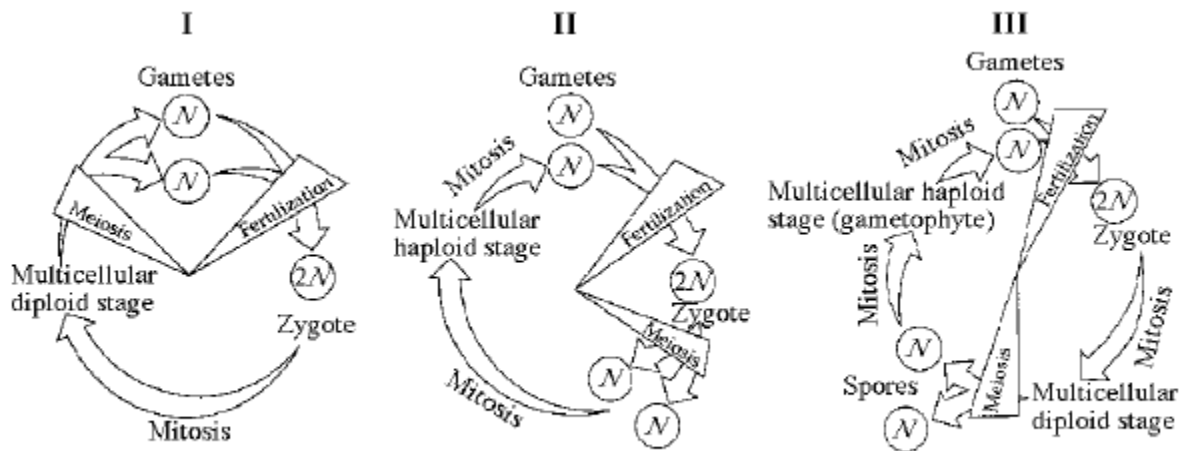 I
Gametes
N
N
Meiosis
Fertilization
Multicellular
diploid stage
2N
Zygote
Mitosis
II
Gametes
N
Mitosis
N
Multicellular
haploid stage
Fertilization
2N
Zygote
Meiosis
N
N
Mitosis
III
Gametes
N
Mitosis
N
Fertilization
Multicellular haploid
stage (gametophyte)
2N
Zygote
Mitosis
Mitosis
N
Spores
Meiosis
N
Multicellular
diploid stage